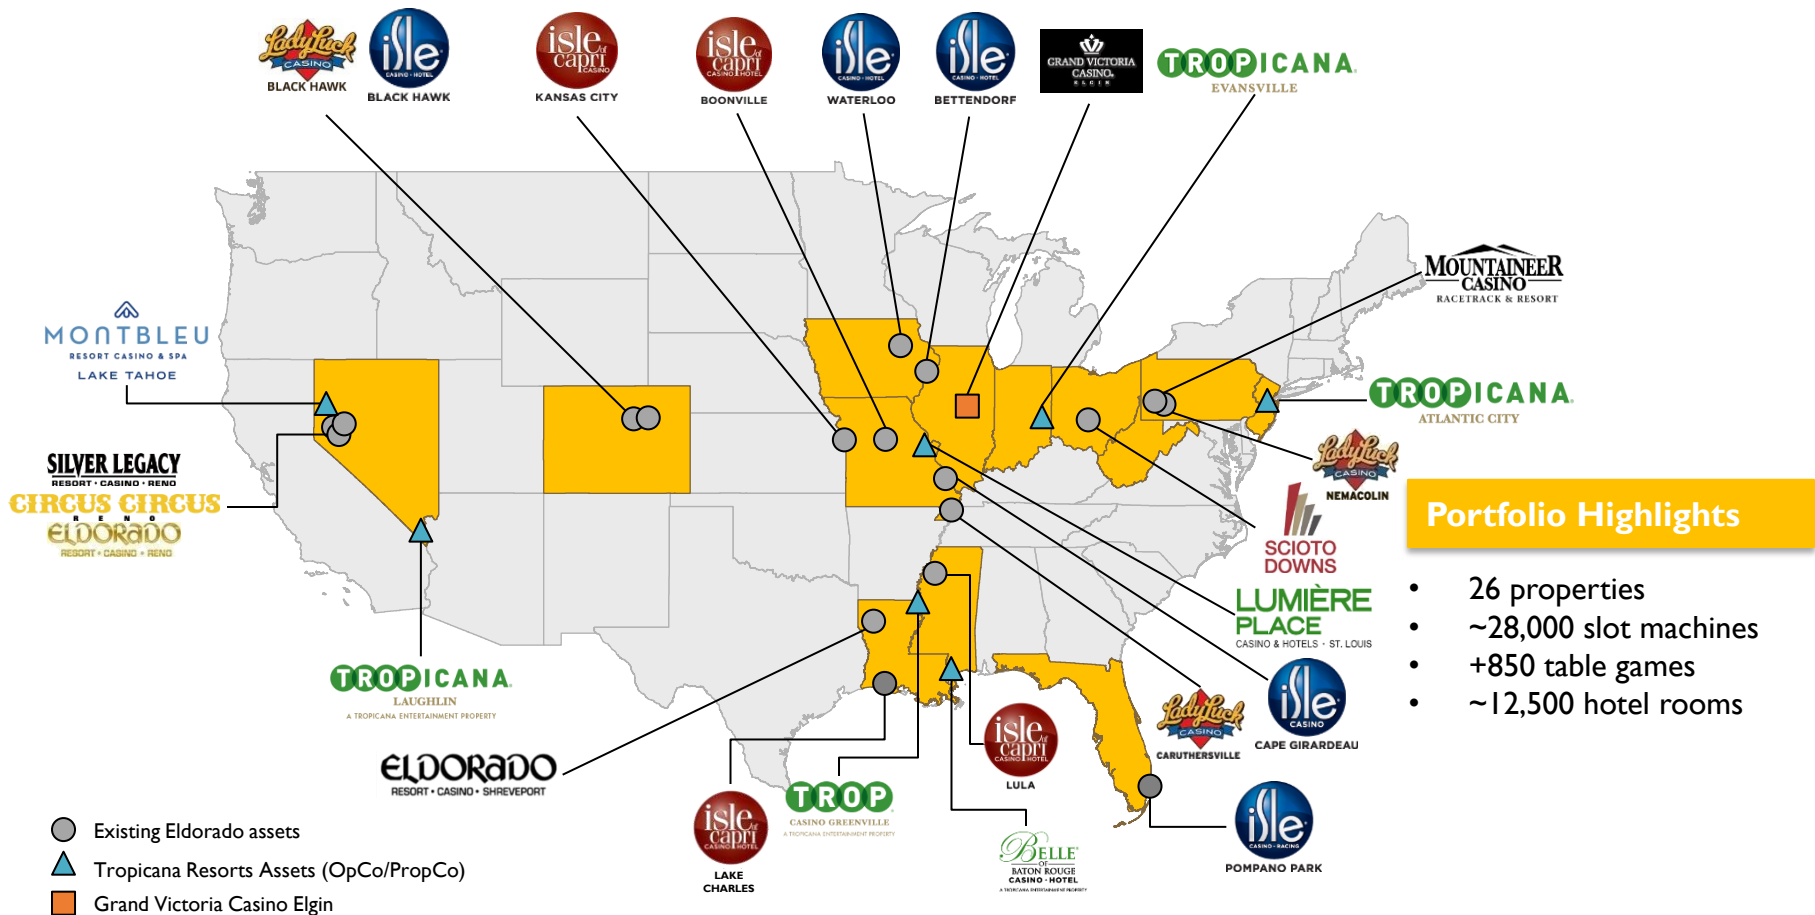 Lady Luck
CASINO
BLACK HAWK
isle
CASINO • HOTEL
BLACK HAWK
isle of
capri
CASINO
KANSAS CITY
isle of
capri
CASINO HOTEL
BOONVILLE
isle
CASINO • HOTEL
WATERLOO
isle
CASINO • HOTEL
BETTENDORF
GRAND VICTORIA
CASINO
ELGIN
TROPICANA
EVANSVILLE
MOUNTAINEER
CASINO
RACETRACK & RESORT
MONTBLEU
RESORT CASINO & SPA
LAKE TAHOE
TROPICANA
ATLANTIC CITY
Lady Luck
CASINO
NEMACOLIN
SILVER LEGACY
RESORT • CASINO • RENO
CIRCUS CIRCUS
RENO
ELDORADO
RESORT • CASINO • RENO
SCIOTO
DOWNS
Portfolio Highlights
• 26 properties
• ~28,000 slot machines
• +850 table games
• ~12,500 hotel rooms
LUMIÈRE
PLACE
CASINO & HOTELS • ST. LOUIS
TROPICANA
LAUGHLIN
A TROPICANA ENTERTAINMENT PROPERTY
isle
CASINO
CAPE GIRARDEAU
Lady Luck
CASINO
CARUTHERSVILLE
isle of
capri
CASINO HOTEL
LULA
ELDORADO
RESORT • CASINO • SHREVEPORT
isle of
capri
CASINO HOTEL
LAKE
CHARLES
TROP
CASINO GREENVILLE
A TROPICANA ENTERTAINMENT PROPERTY
BELLE
OF
BATON ROUGE
CASINO • HOTEL
A TROPICANA ENTERTAINMENT PROPERTY
isle
CASINO • RACING
POMPANO PARK
Existing Eldorado assets
Tropicana Resorts Assets (OpCo/PropCo)
Grand Victoria Casino Elgin